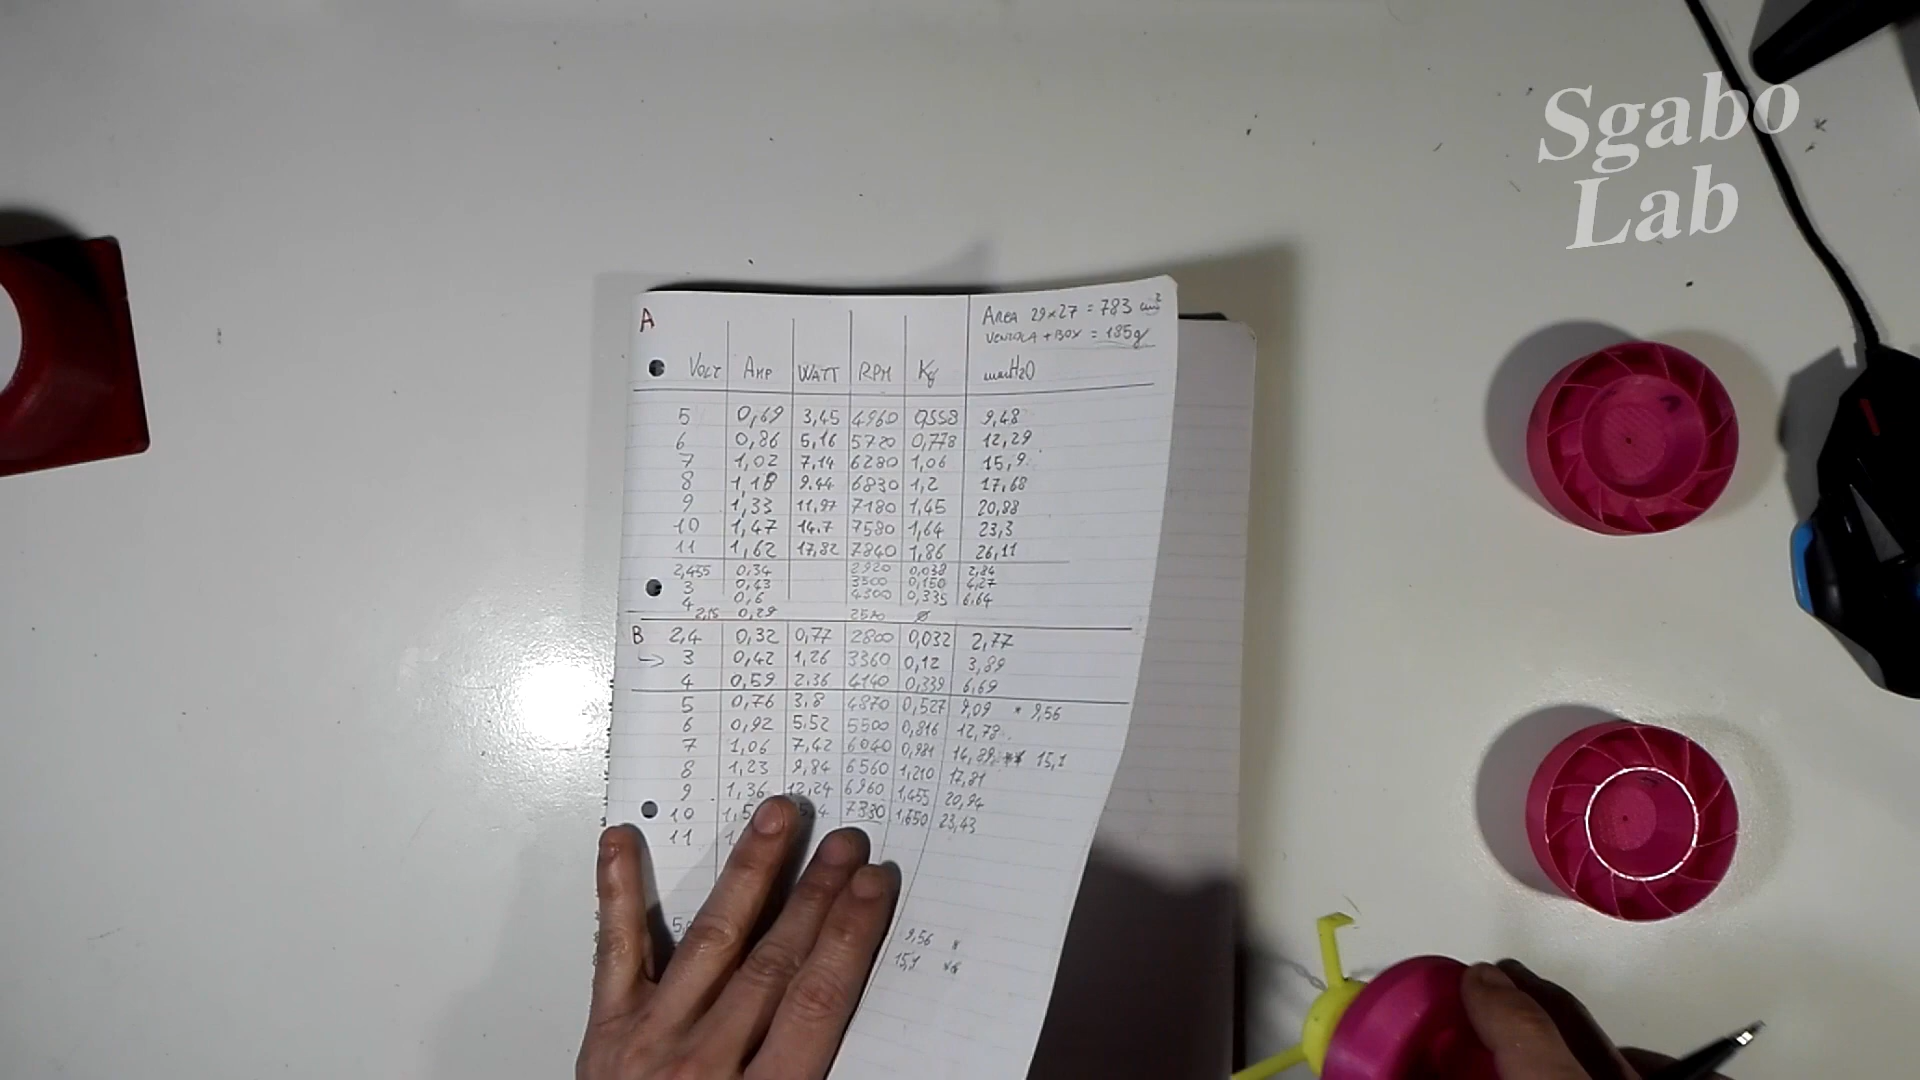 Sgabo
Lab
A
AREA 29x27 = 783 cm²
VENTOLA + BOX = 185g
VOLT AMP WATT RPM Kg mmH2O
5 0,69 3,45 4960 0,558 9,48
6 0,86 5,16 5720 0,778 12,29
7 1,02 7,14 6280 1,06 15,9
8 1,18 9.44 6830 1,2 17,68
9 1,33 11,97 7180 1,45 20,88
10 1,47 14.7 7580 1,64 23,3
11 1,62 17,82 7840 1,86 26,11
2,455 0,34 2920 0,038 2,84
3 0,43 3500 0,150 4,27
4 0,6 4300 0,335 6,64
2,15 0,29 Ø
B 2,4 0,32 0,77 2800 0,032 2,77
→ 3 0,42 1,26 3360 0,12 3,89
4 0,59 2.36 4140 0,339 6,69
5 0,76 3,8 4870 0,527 9,09 * 9,56
6 0,92 5.52 5500 0,816 12,78
7 1,06 7,42 6040 0,981 14,89 ** 15,1
8 1,23 9,84 6560 1,210 17,81
9 1,36 12,24 6960 1,455 20,94
10 7330 1,650 23,43
11
9,56 *
15,1 **